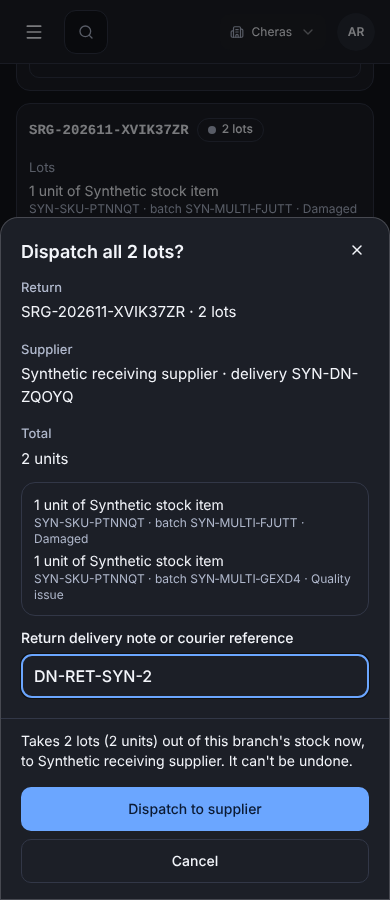 Cheras
AR
SRG-202611-XVIK37ZR
2 lots
Lots
1 unit of Synthetic stock item
SYN-SKU-PTNNQT · batch SYN-MULTI-FJUTT · Damaged
Dispatch all 2 lots?
Return
SRG-202611-XVIK37ZR · 2 lots
Supplier
Synthetic receiving supplier · delivery SYN-DN-
ZQOYQ
Total
2 units
1 unit of Synthetic stock item
SYN-SKU-PTNNQT · batch SYN-MULTI-FJUTT ·
Damaged
1 unit of Synthetic stock item
SYN-SKU-PTNNQT · batch SYN-MULTI-GEXD4 · Quality
issue
Return delivery note or courier reference
DN-RET-SYN-2
Takes 2 lots (2 units) out of this branch's stock now,
to Synthetic receiving supplier. It can't be undone.
Dispatch to supplier
Cancel